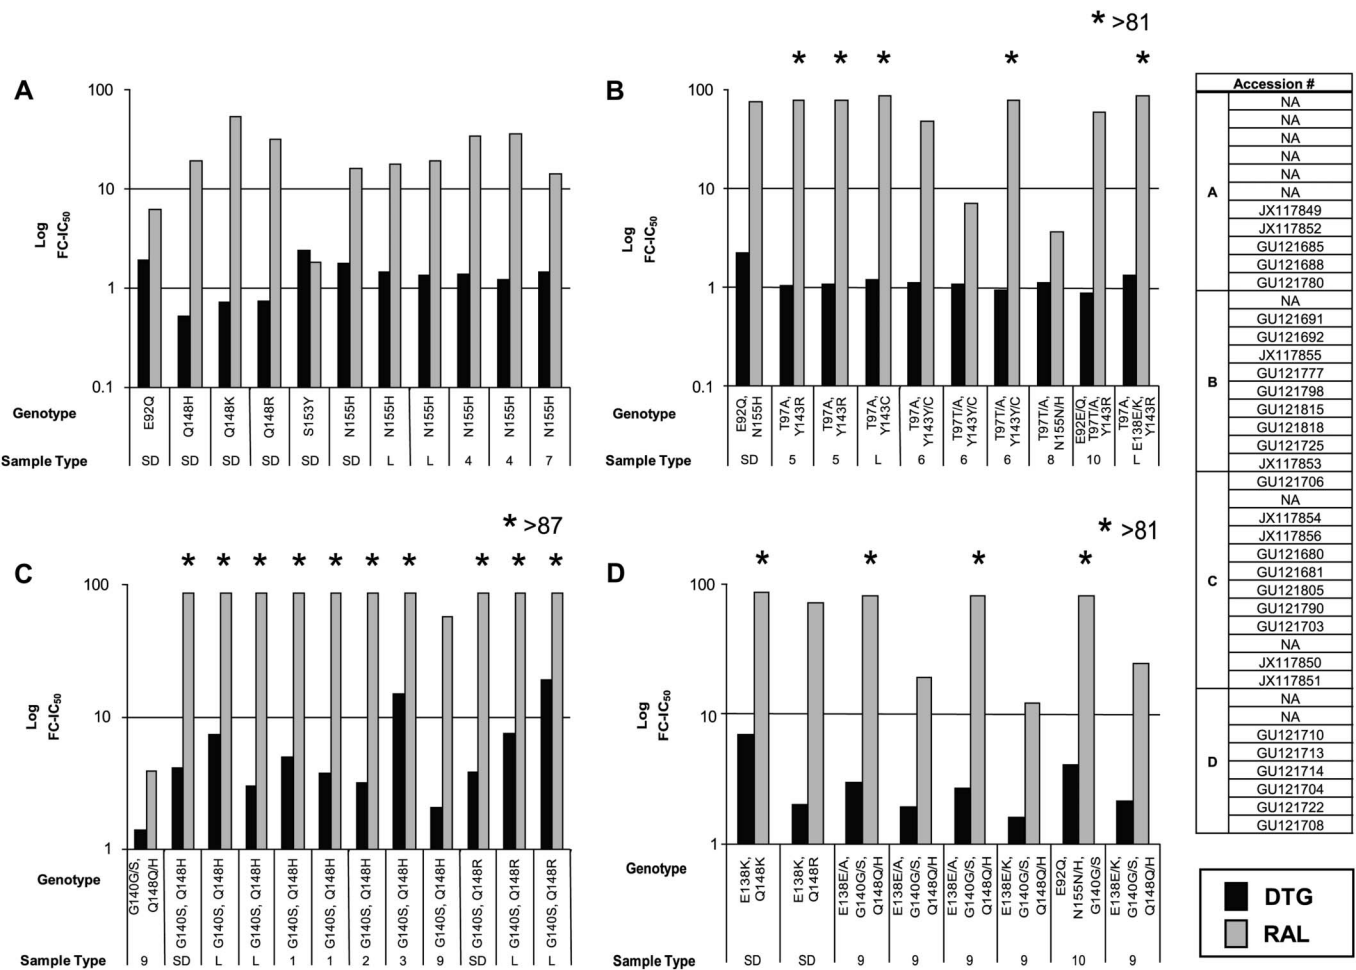 * >81
A
100
10
1
0.1
Log
FC-IC50
Genotype
E92Q
Q148H
Q148K
Q148R
S153Y
N155H
N155H
N155H
N155H
N155H
N155H
Sample Type
SD SD SD SD SD SD L L 4 4 7
B
* * * * *
100
10
1
0.1
Log
FC-IC50
Genotype
E92Q,
N155H
T97A,
Y143R
T97A,
Y143R
T97A,
Y143C
T97A,
Y143Y/C
T97T/A,
Y143Y/C
T97T/A,
Y143Y/C
T97T/A,
N155N/H
E92E/Q,
T97T/A,
Y143R
T97A,
E138E/K,
Y143R
Sample Type
SD 5 5 L 6 6 6 8 10 L
* >87
C
* * * * * * * * * *
100
10
1
Log
FC-IC50
Genotype
G140G/S,
Q148Q/H
G140S, Q148H
G140S, Q148H
G140S, Q148H
G140S, Q148H
G140S, Q148H
G140S, Q148H
G140S, Q148H
G140S, Q148H
G140S, Q148R
G140S, Q148R
G140S, Q148R
Sample Type
9 SD L L 1 1 2 3 9 SD L L
* >81
D
* * * *
100
10
1
Log
FC-IC50
Genotype
E138K,
Q148K
E138K,
Q148R
E138E/A,
G140G/S,
Q148Q/H
E138E/A,
G140G/S,
Q148Q/H
E138E/A,
G140G/S,
Q148Q/H
E138E/K,
G140G/S,
Q148Q/H
E92Q,
N155N/H,
G140G/S
E138E/K,
G140G/S,
Q148Q/H
Sample Type
SD SD 9 9 9 9 10 9
Accession #
A
NA
NA
NA
NA
NA
NA
JX117849
JX117852
GU121685
GU121688
GU121780
B
NA
GU121691
GU121692
JX117855
GU121777
GU121798
GU121815
GU121818
GU121725
JX117853
C
GU121706
NA
JX117854
JX117856
GU121680
GU121681
GU121805
GU121790
GU121703
NA
JX117850
JX117851
D
NA
NA
GU121710
GU121713
GU121714
GU121704
GU121722
GU121708
DTG
RAL